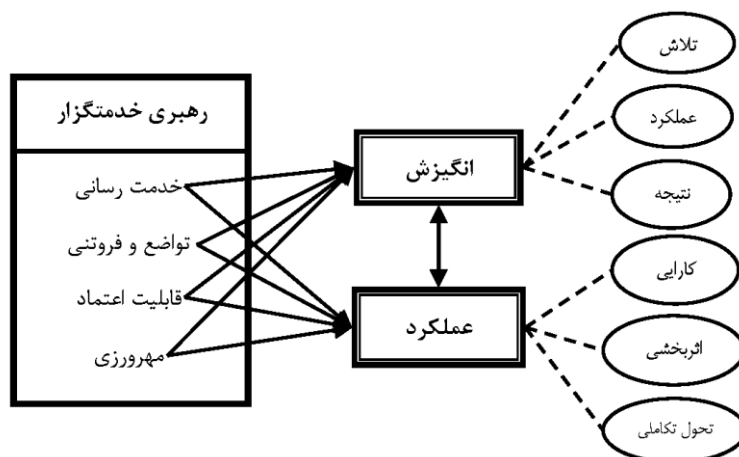 رهبری خدمتگزار
خدمت رسانی
تواضع و فروتنی
قابلیت اعتماد
مهرورزی
انگیزش
عملکرد
تلاش
عملکرد
نتیجه
کارایی
اثربخشی
تحول تکاملی